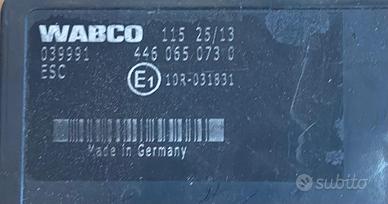 WABCO 115 25/13
039991 446 065 073 0
ESC E1 10R-031831
Made in Germany
subito